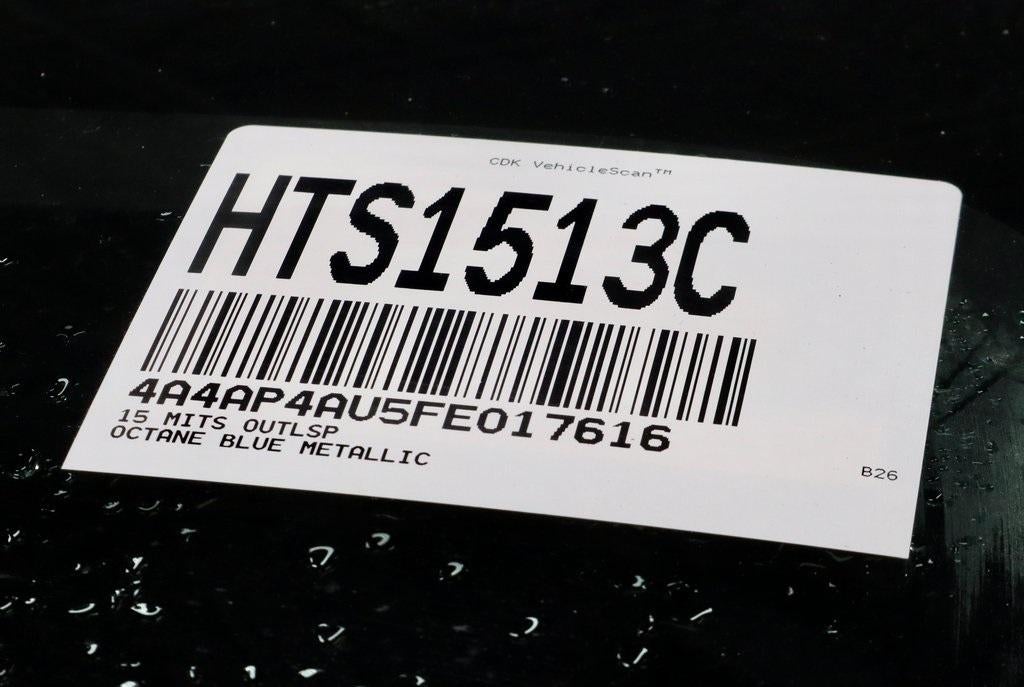 CDK VehicleScan™
HTS1513C
4A4AP4AU5FE017616
15 MITS OUTLSP
OCTANE BLUE METALLIC
B26